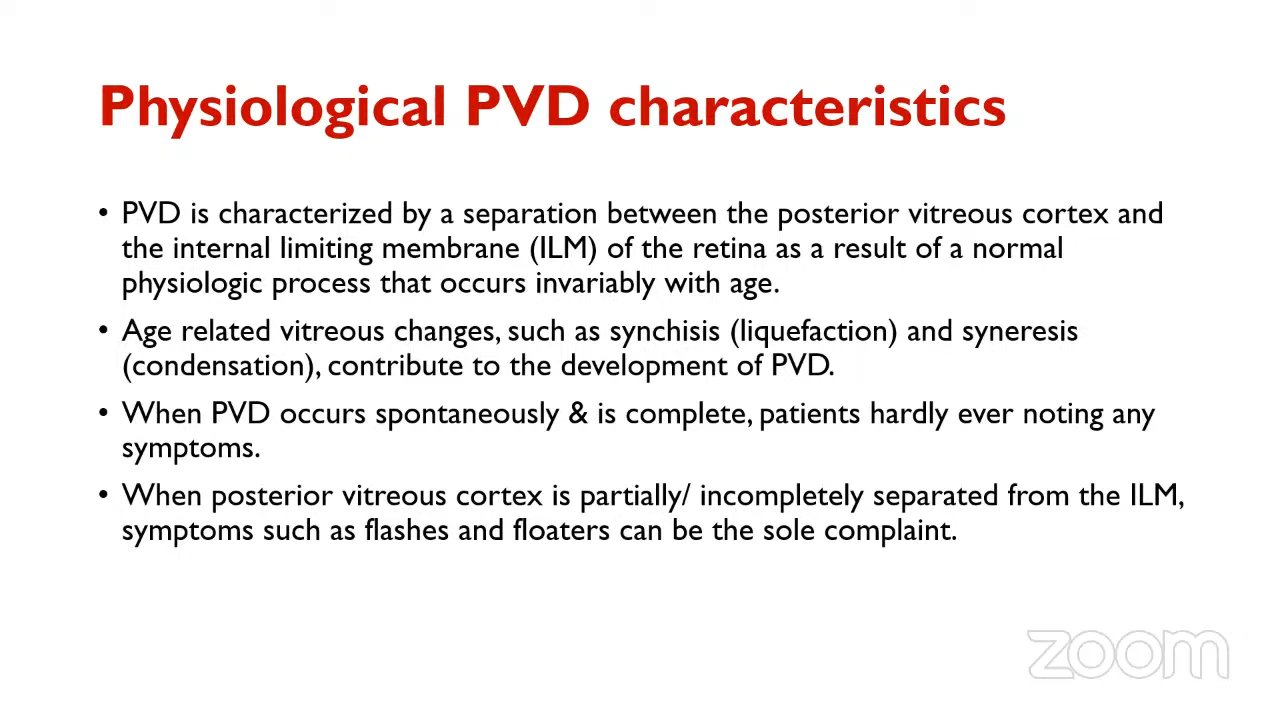 Physiological PVD characteristics
• PVD is characterized by a separation between the posterior vitreous cortex and
the internal limiting membrane (ILM) of the retina as a result of a normal
physiologic process that occurs invariably with age.
• Age related vitreous changes, such as synchisis (liquefaction) and syneresis
(condensation), contribute to the development of PVD.
• When PVD occurs spontaneously & is complete, patients hardly ever noting any
symptoms.
• When posterior vitreous cortex is partially/ incompletely separated from the ILM,
symptoms such as flashes and floaters can be the sole complaint.
zoom